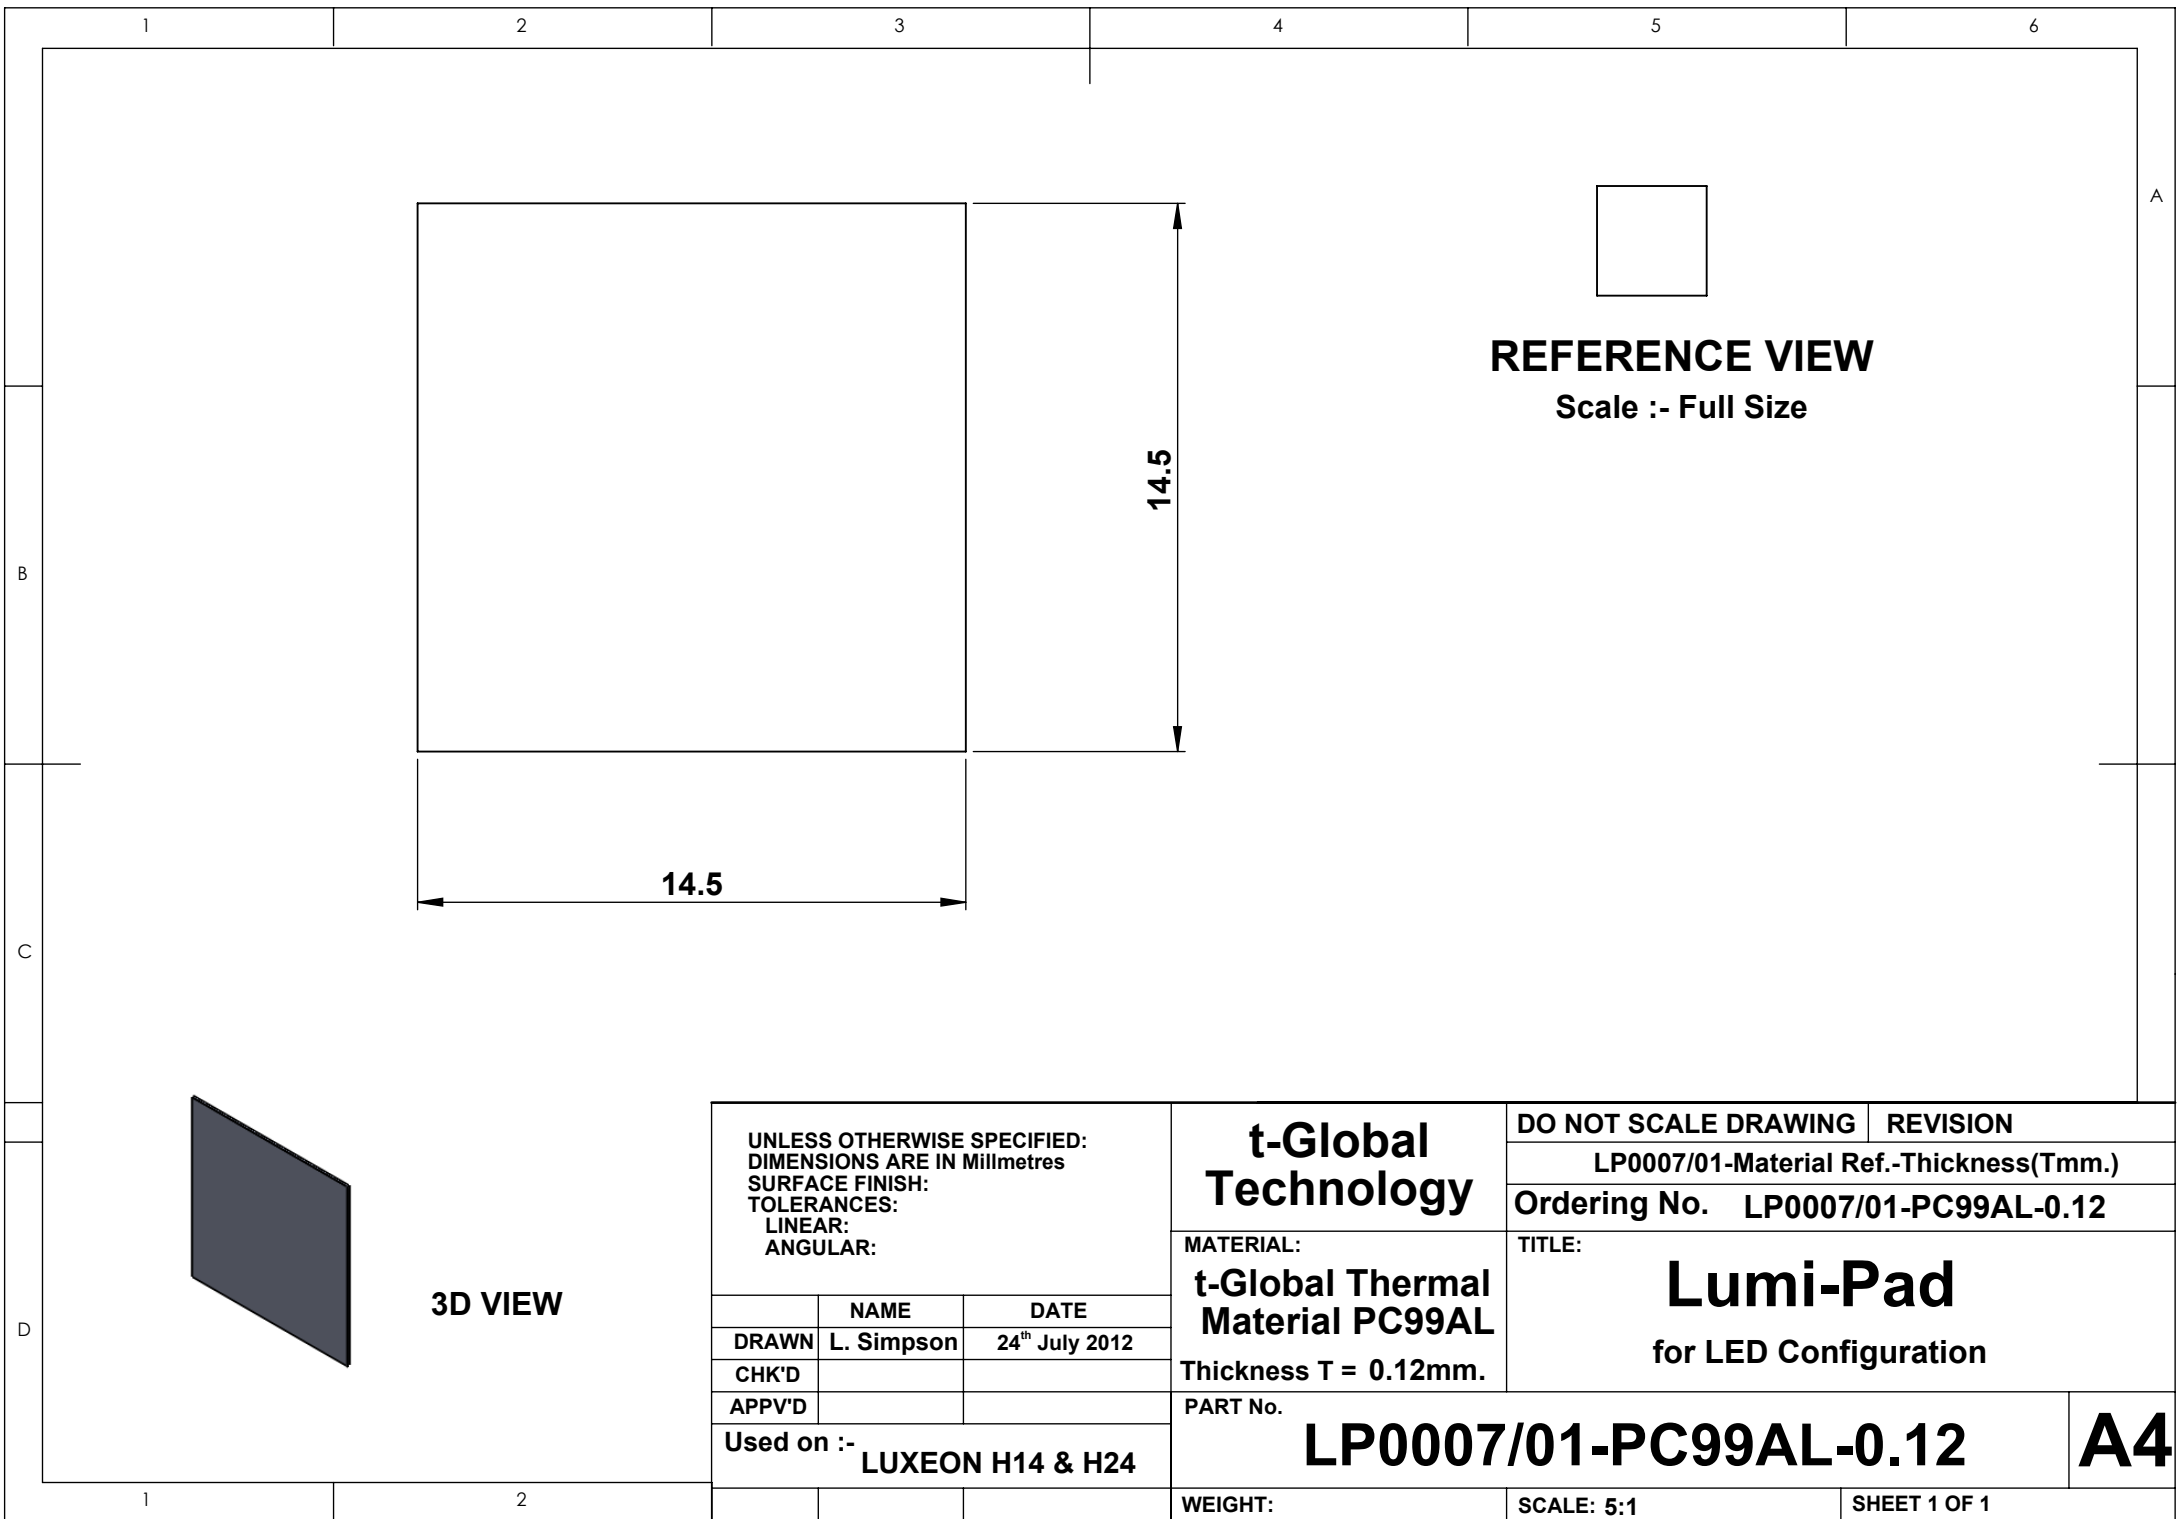 1 2 3 4 5 6
A
REFERENCE VIEW
Scale :- Full Size
14.5
B
14.5
C
3D VIEW
D
UNLESS OTHERWISE SPECIFIED:
DIMENSIONS ARE IN Millmetres
SURFACE FINISH:
TOLERANCES:
LINEAR:
ANGULAR:
NAME DATE
DRAWN L. Simpson 24th July 2012
CHK'D
APPV'D
Used on :-
LUXEON H14 & H24
t-Global
Technology
MATERIAL:
t-Global Thermal
Material PC99AL
Thickness T = 0.12mm.
DO NOT SCALE DRAWING REVISION
LP0007/01-Material Ref.-Thickness(Tmm.)
Ordering No. LP0007/01-PC99AL-0.12
TITLE:
Lumi-Pad
for LED Configuration
PART No.
LP0007/01-PC99AL-0.12
A4
WEIGHT:
SCALE: 5:1
SHEET 1 OF 1
1 2